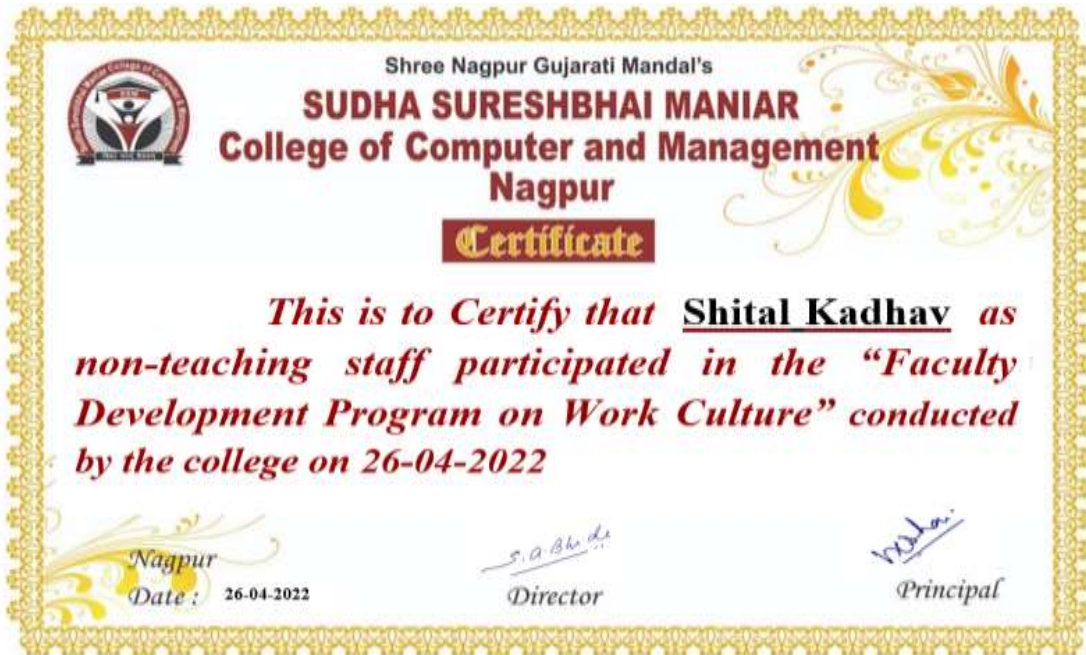 Shree Nagpur Gujarati Mandal's
SUDHA SURESHBHAI MANIAR
College of Computer and Management
Nagpur
Certificate
This is to Certify that Shital Kadhav as
non-teaching staff participated in the “Faculty
Development Program on Work Culture” conducted
by the college on 26-04-2022
S.a.Bhide
Nagpur
Date : 26-04-2022
Director
Principal